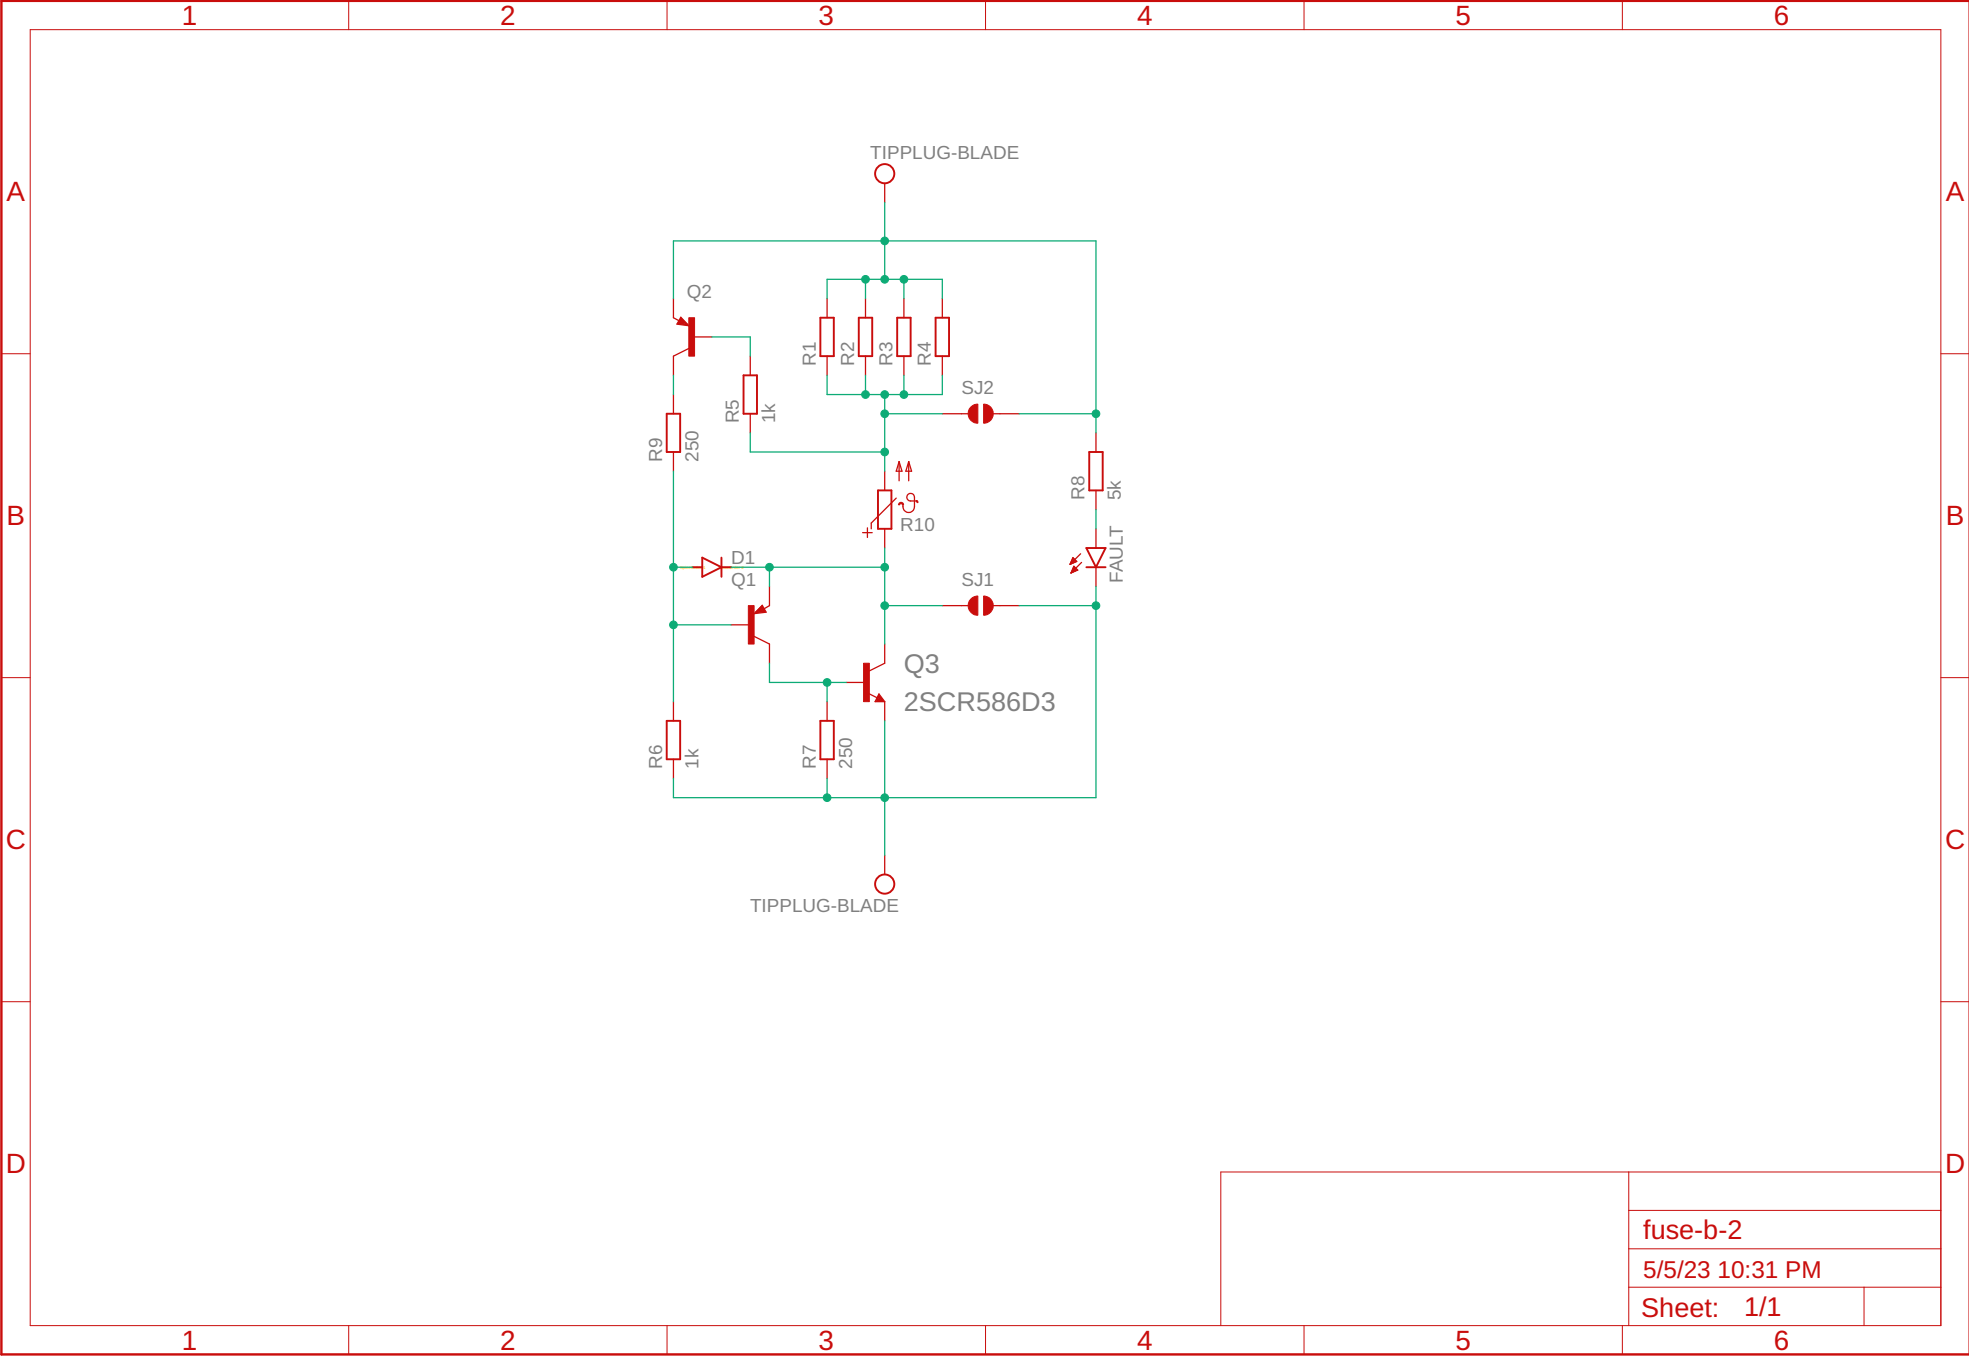 1 2 3 4 5 6
TIPPLUG-BLADE
A A
Q2
R1 R2 R3 R4
SJ2
R5 1k
R9 250
R8 5k
B B
R10
FAULT
D1
Q1
SJ1
Q3
2SCR586D3
R6 1k
R7 250
C C
TIPPLUG-BLADE
D D
fuse-b-2
5/5/23 10:31 PM
Sheet: 1/1
1 2 3 4 5 6